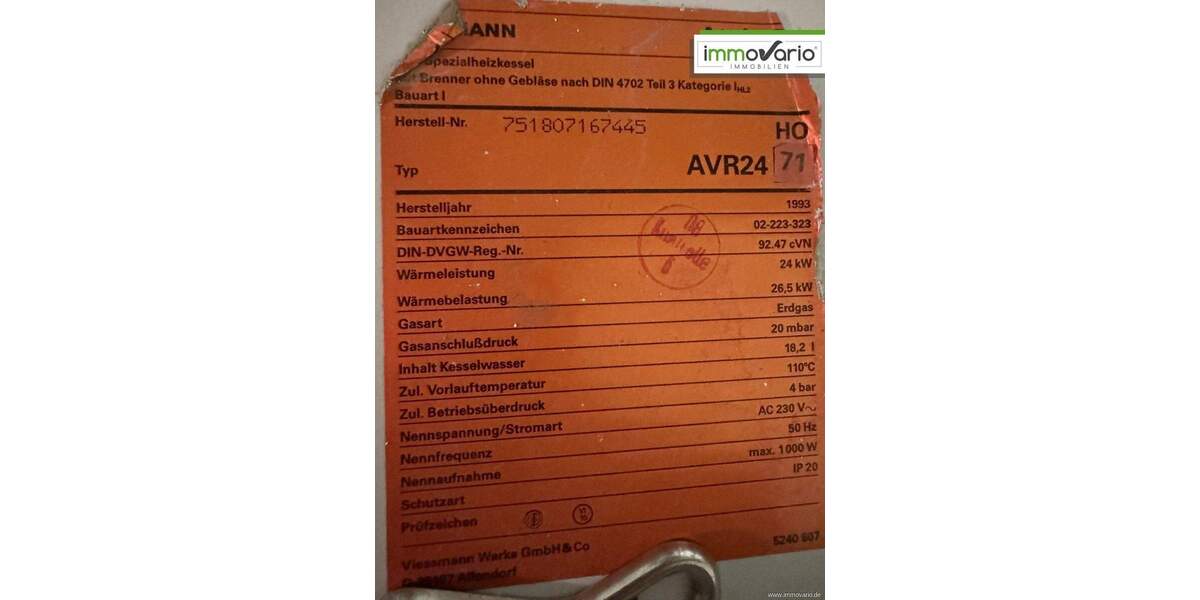 MANN
immovario
IMMOBILIEN
Spezialheizkessel
Brenner ohne Gebläse nach DIN 4702 Teil 3 Kategorie IHL2
Bauart I
Herstell-Nr. 751807167445 HO
Typ AVR24 71
Herstelljahr 1993
Bauartkennzeichen 02-223-323
DIN-DVGW-Reg.-Nr. 92.47 cVN
Wärmeleistung 24 kW
Wärmebelastung 26,5 kW
Gasart Erdgas
Gasanschlußdruck 20 mbar
Inhalt Kesselwasser 18,2 l
Zul. Vorlauftemperatur 110°C
Zul. Betriebsüberdruck 4 bar
Nennspannung/Stromart AC 230 V~
Nennfrequenz 50 Hz
Nennaufnahme max. 1000 W
Schutzart IP 20
Prüfzeichen
Viessmann Werke GmbH & Co 5240 807
Allendorf
www.immovario.de